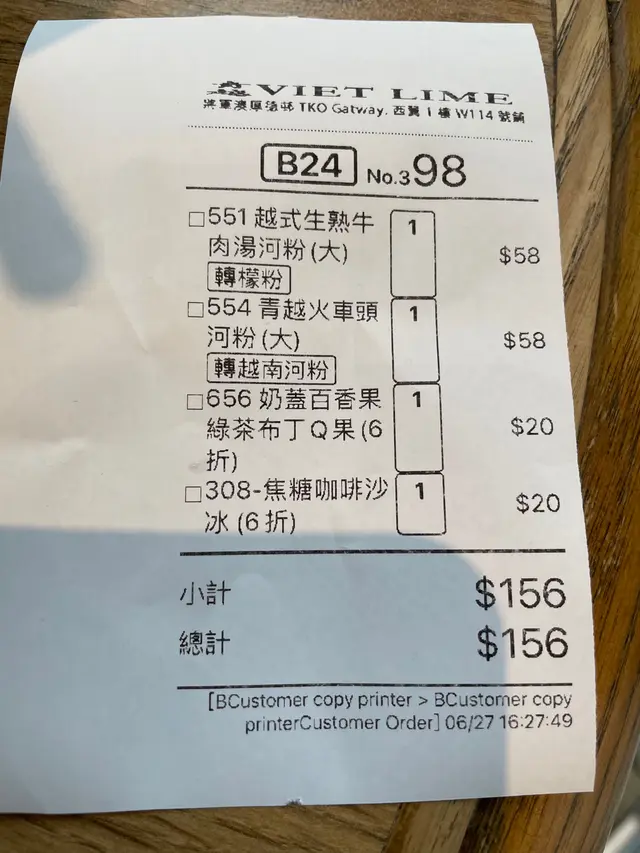 VIET LIME
將軍澳厚德邨 TKO Gatway. 西翼 1 樓 W114 號舖
B24 No.398
551 越式生熟牛 1 $58
肉湯河粉 (大)
轉檬粉
554 青越火車頭 1 $58
河粉 (大)
轉越南河粉
656 奶蓋百香果 1 $20
綠茶布丁Q果 (6
折)
308-焦糖咖啡沙 1 $20
冰 (6 折)
小計 $156
總計 $156
[BCustomer copy printer > BCustomer copy
printerCustomer Order] 06/27 16:27:49